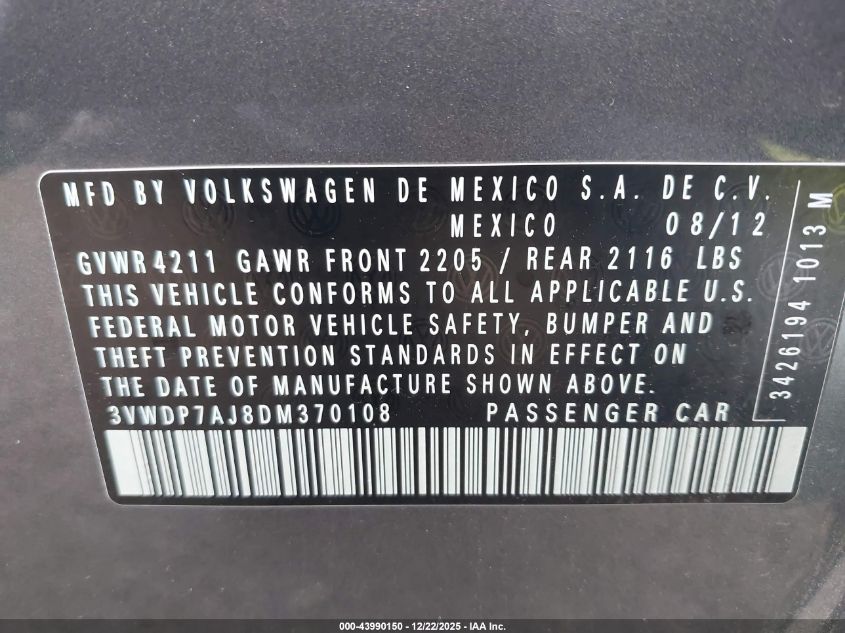 MFD BY VOLKSWAGEN DE MEXICO S.A. DE C.V.
MEXICO 08/12
GVWR 4211 GAWR FRONT 2205 / REAR 2116 LBS
THIS VEHICLE CONFORMS TO ALL APPLICABLE U.S.
FEDERAL MOTOR VEHICLE SAFETY, BUMPER AND
THEFT PREVENTION STANDARDS IN EFFECT ON
THE DATE OF MANUFACTURE SHOWN ABOVE.
3VWDP7AJ8DM370108 PASSENGER CAR
3426194 1013 M
000-43990150 - 12/22/2025 - IAA Inc.